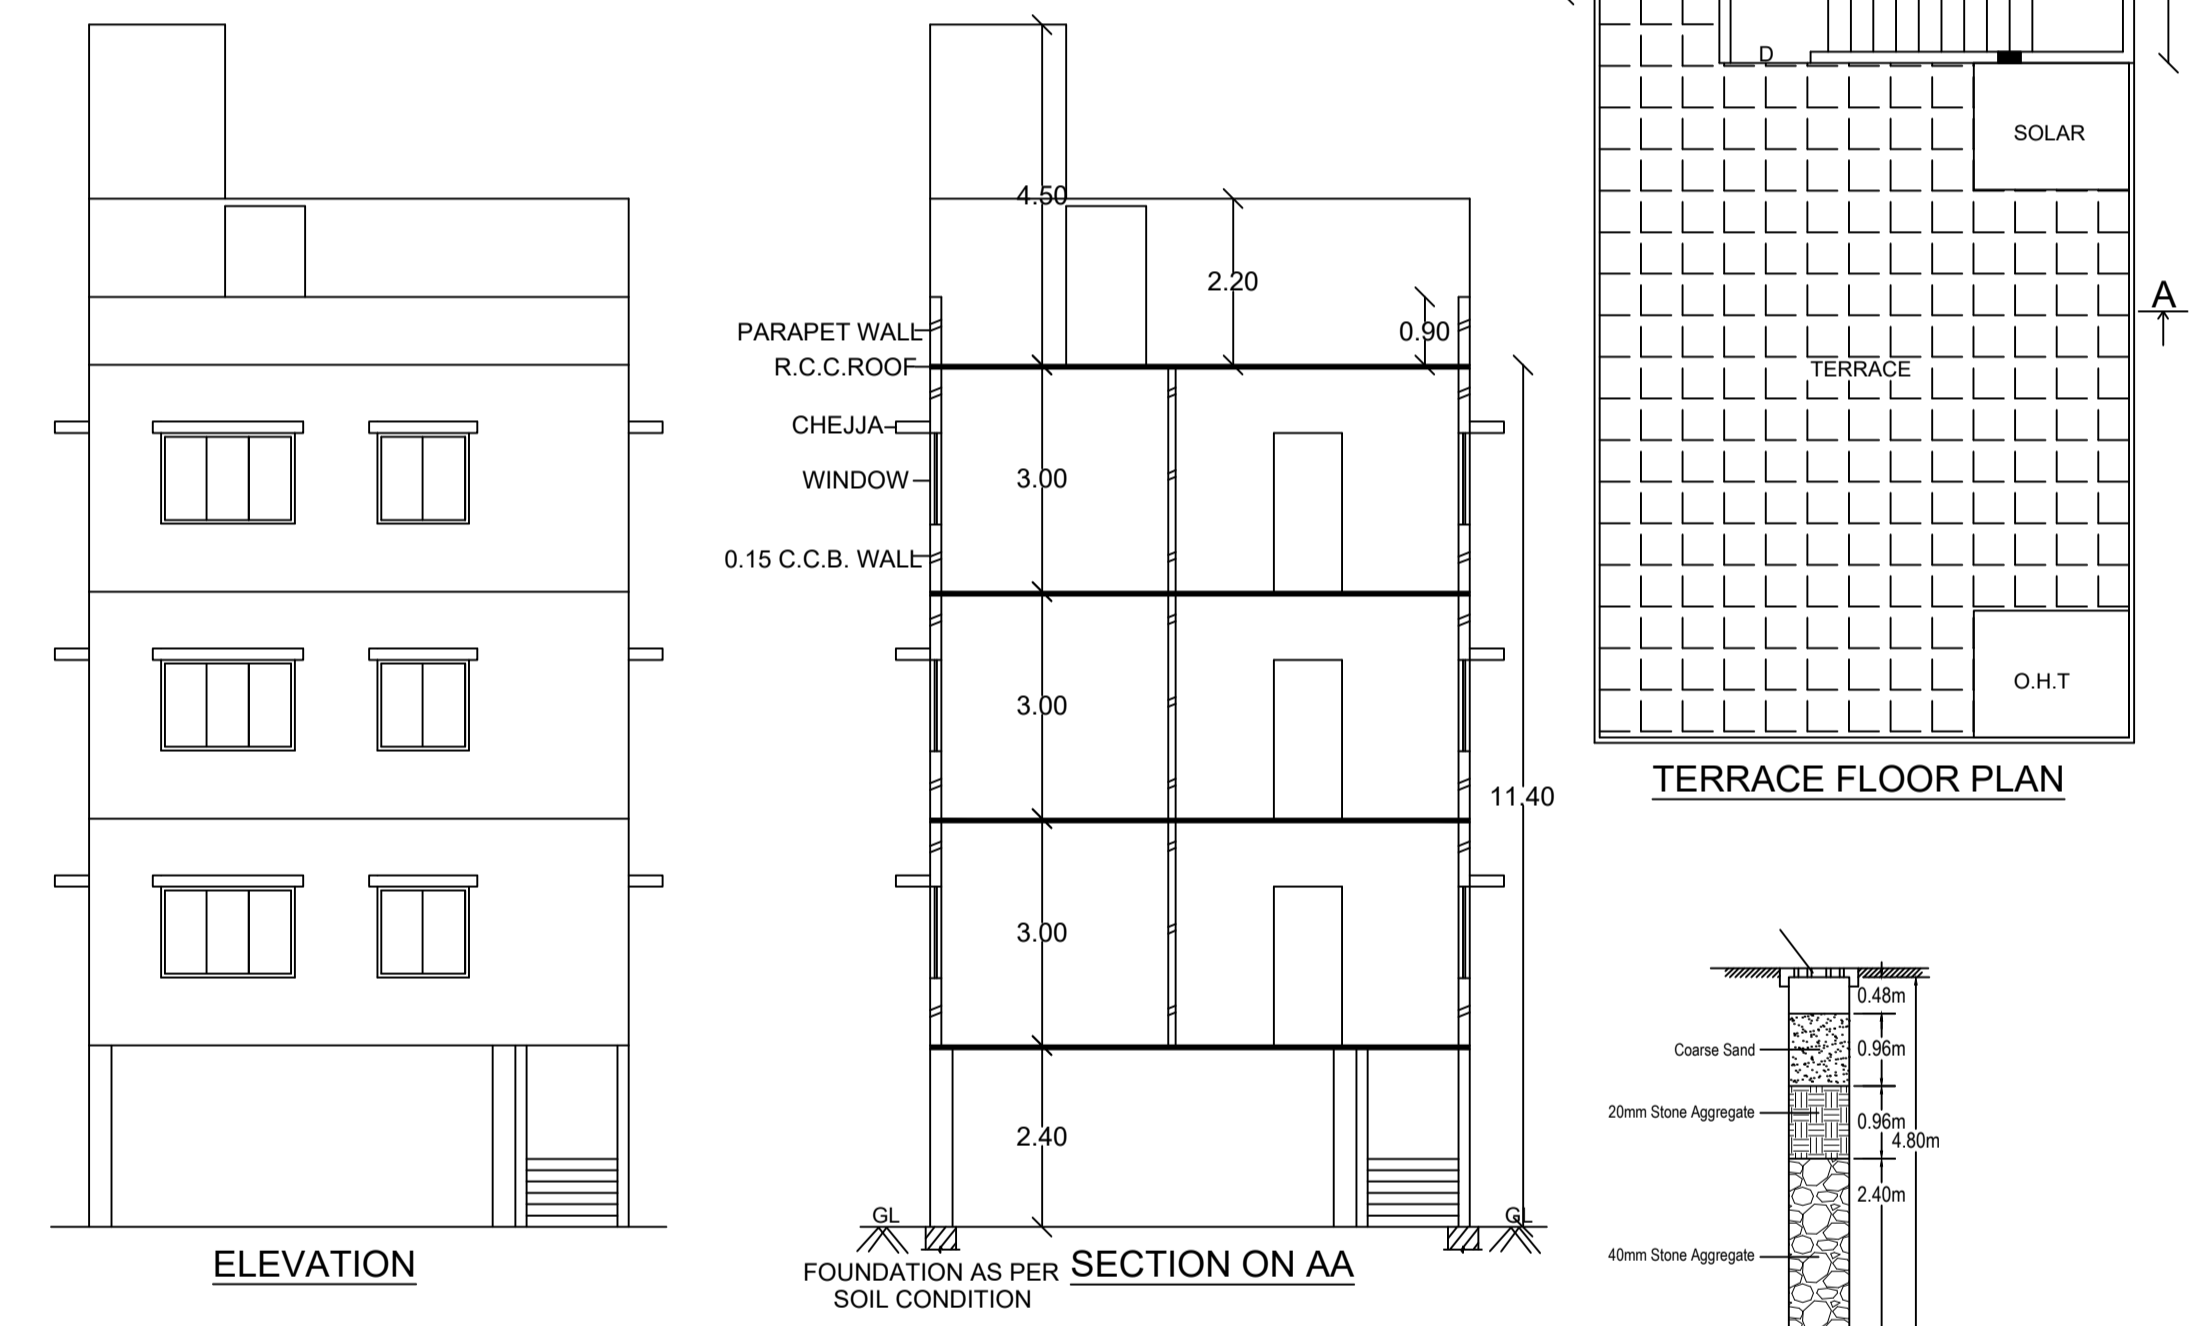 4.50
2.20
0.90
PARAPET WALL
R.C.C.ROOF
CHEJJA
WINDOW
0.15 C.C.B. WALL
3.00
3.00
3.00
2.40
11.40
GL
GL
ELEVATION
FOUNDATION AS PER
SOIL CONDITION
SECTION ON AA
D
SOLAR
A
TERRACE
O.H.T
TERRACE FLOOR PLAN
0.48m
Coarse Sand
0.96m
20mm Stone Aggregate
0.96m
4.80m
2.40m
40mm Stone Aggregate